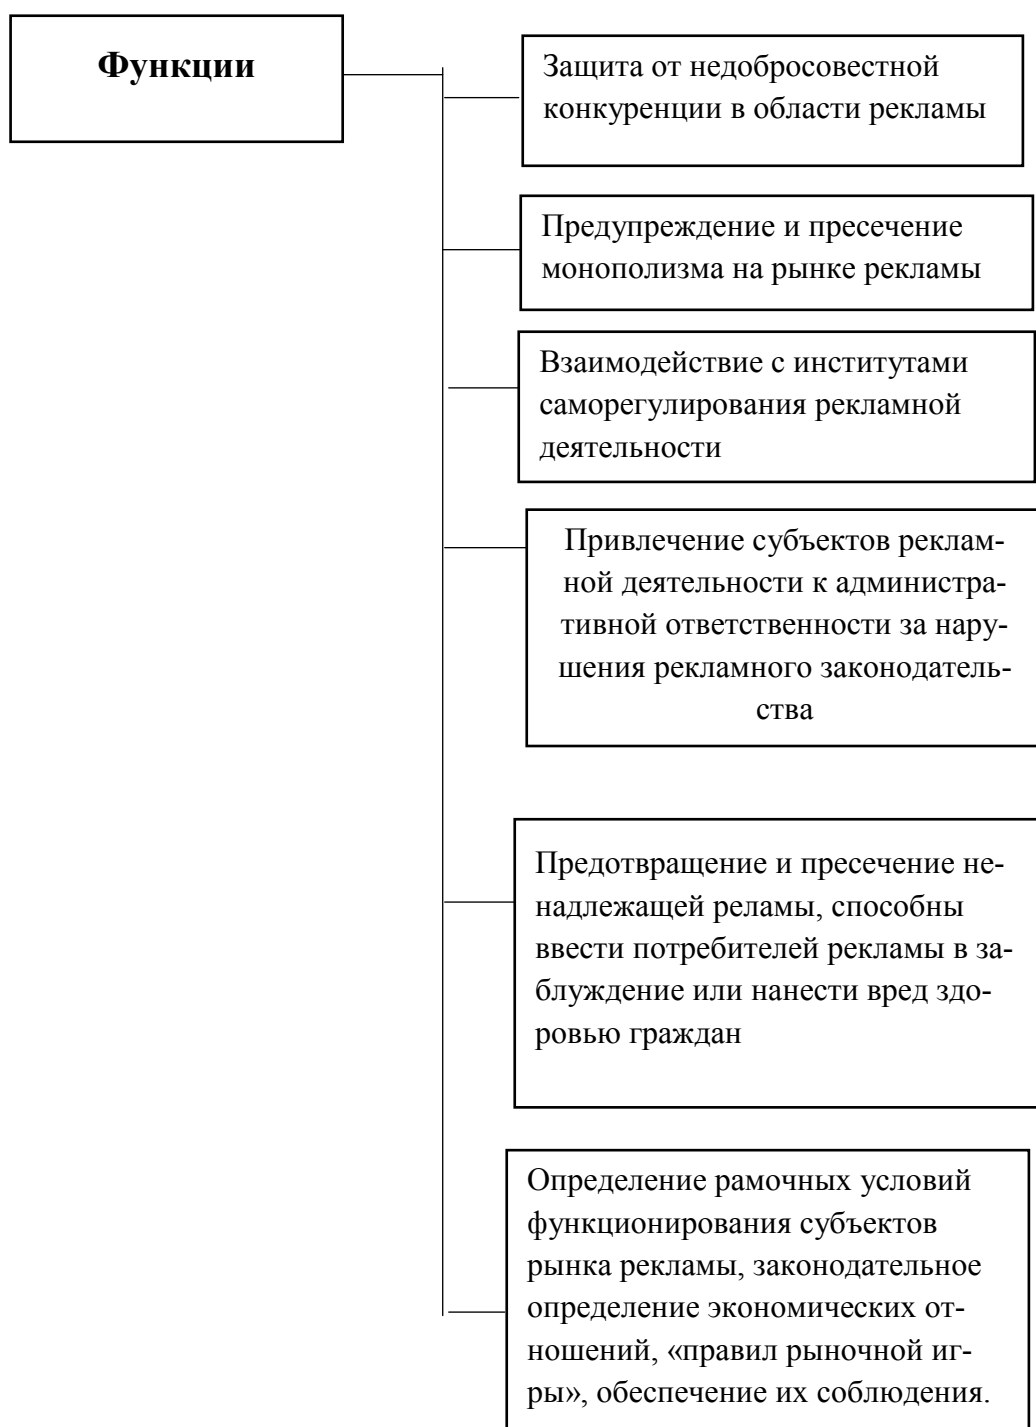 Функции
Защита от недобросовестной
конкуренции в области рекламы
Предупреждение и пресечение
монополизма на рынке рекламы
Взаимодействие с институтами
саморегулирования рекламной
деятельности
Привлечение субъектов реклам-
ной деятельности к администра-
тивной ответственности за нару-
шения рекламного законодатель-
ства
Предотвращение и пресечение не-
надлежащей реламы, способны
ввести потребителей рекламы в за-
блуждение или нанести вред здо-
ровью граждан
Определение рамочных условий
функционирования субъектов
рынка рекламы, законодательное
определение экономических от-
ношений, «правил рыночной иг-
ры», обеспечение их соблюдения.